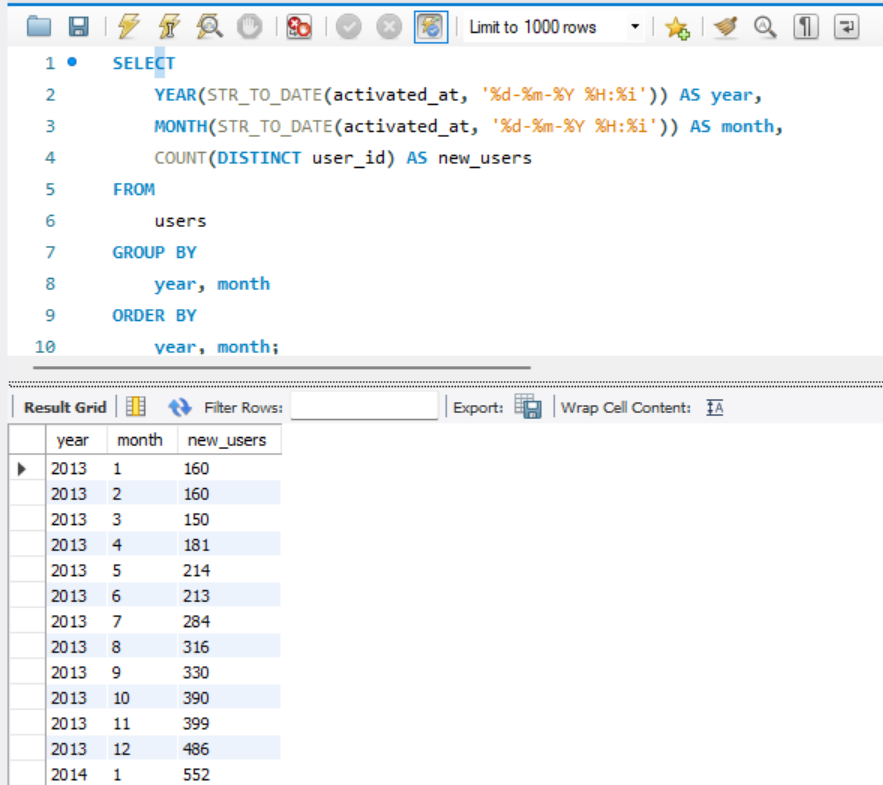 Limit to 1000 rows
1 SELECT
2 YEAR(STR_TO_DATE(activated_at, '%d-%m-%Y %H:%i')) AS year,
3 MONTH(STR_TO_DATE(activated_at, '%d-%m-%Y %H:%i')) AS month,
4 COUNT(DISTINCT user_id) AS new_users
5 FROM
6 users
7 GROUP BY
8 year, month
9 ORDER BY
10 year, month;
Result Grid Filter Rows: Export: Wrap Cell Content: IA
year month new_users
2013 1 160
2013 2 160
2013 3 150
2013 4 181
2013 5 214
2013 6 213
2013 7 284
2013 8 316
2013 9 330
2013 10 390
2013 11 399
2013 12 486
2014 1 552